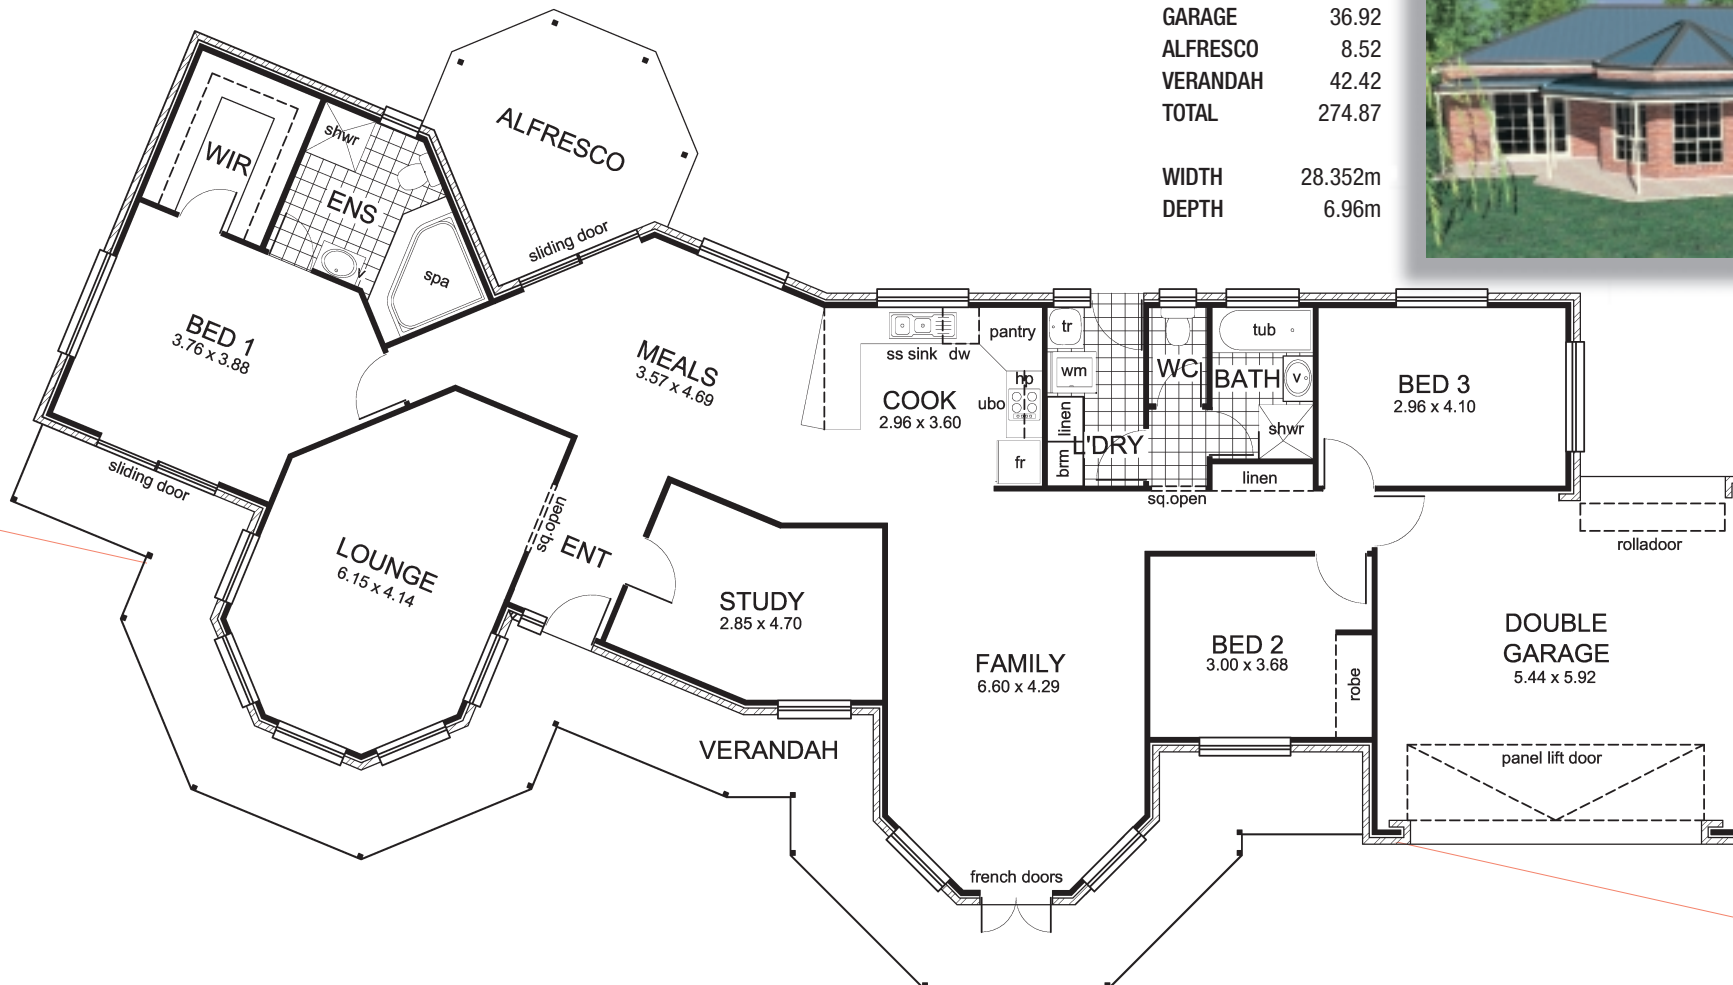 GARAGE 36.92
ALFRESCO 8.52
VERANDAH 42.42
TOTAL 274.87
WIDTH 28.352m
DEPTH 6.96m
ALFRESCO
WIR
shwr
ENS
spa
v
sliding door
BED 1
3.76 x 3.88
MEALS
3.57 x 4.69
ss sink
dw
pantry
hp
ubo
COOK
2.96 x 3.60
fr
tr
wm
linen
brm
L'DRY
WC
BATH
tub
v
shwr
linen
sq.open
BED 3
2.96 x 4.10
sliding door
LOUNGE
6.15 x 4.14
sq.open
ENT
STUDY
2.85 x 4.70
FAMILY
6.60 x 4.29
BED 2
3.00 x 3.68
robe
rolladoor
DOUBLE
GARAGE
5.44 x 5.92
panel lift door
VERANDAH
french doors